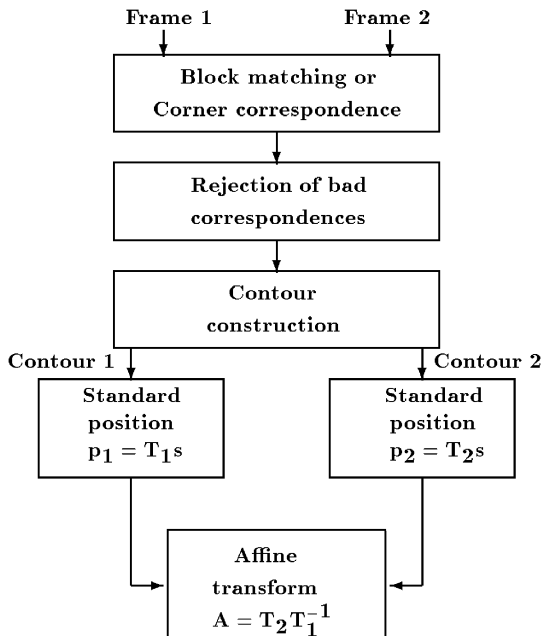 Frame 1
Frame 2
Block matching or
Corner correspondence
Rejection of bad
correspondences
Contour
construction
Contour 1
Contour 2
Standard
position
p₁ = T₁s
Standard
position
p₂ = T₂s
Affine
transform
A = T₂T₁⁻¹